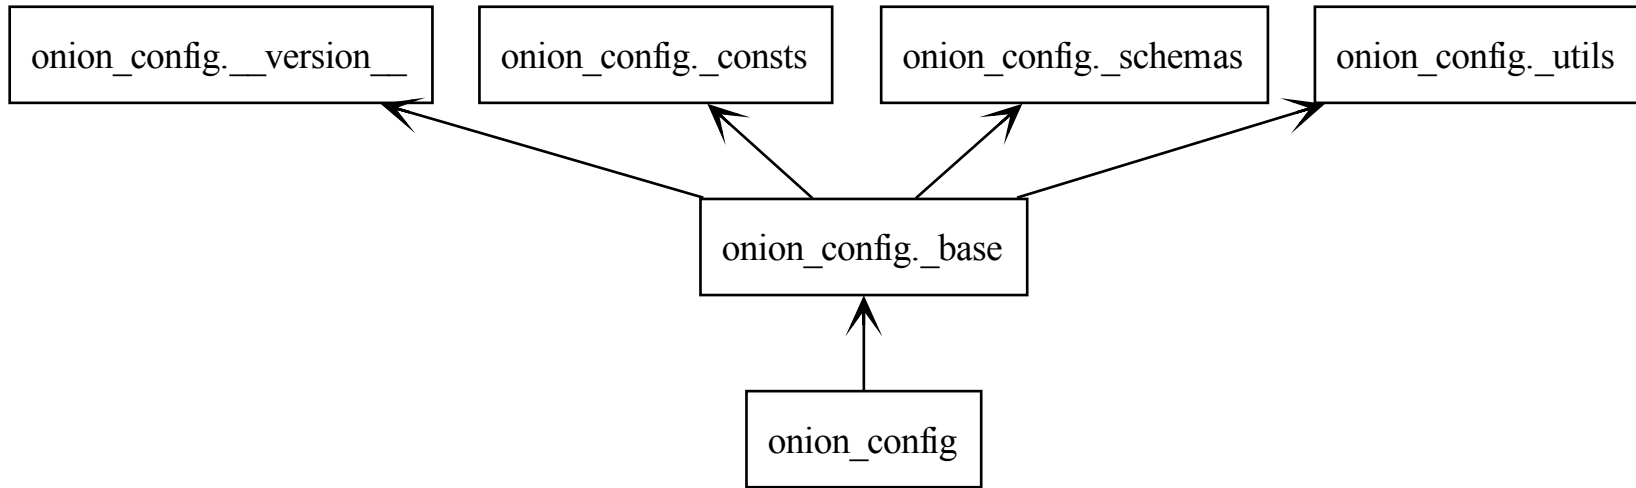 onion_config.__version__
onion_config._consts
onion_config._schemas
onion_config._utils
onion_config._base
onion_config